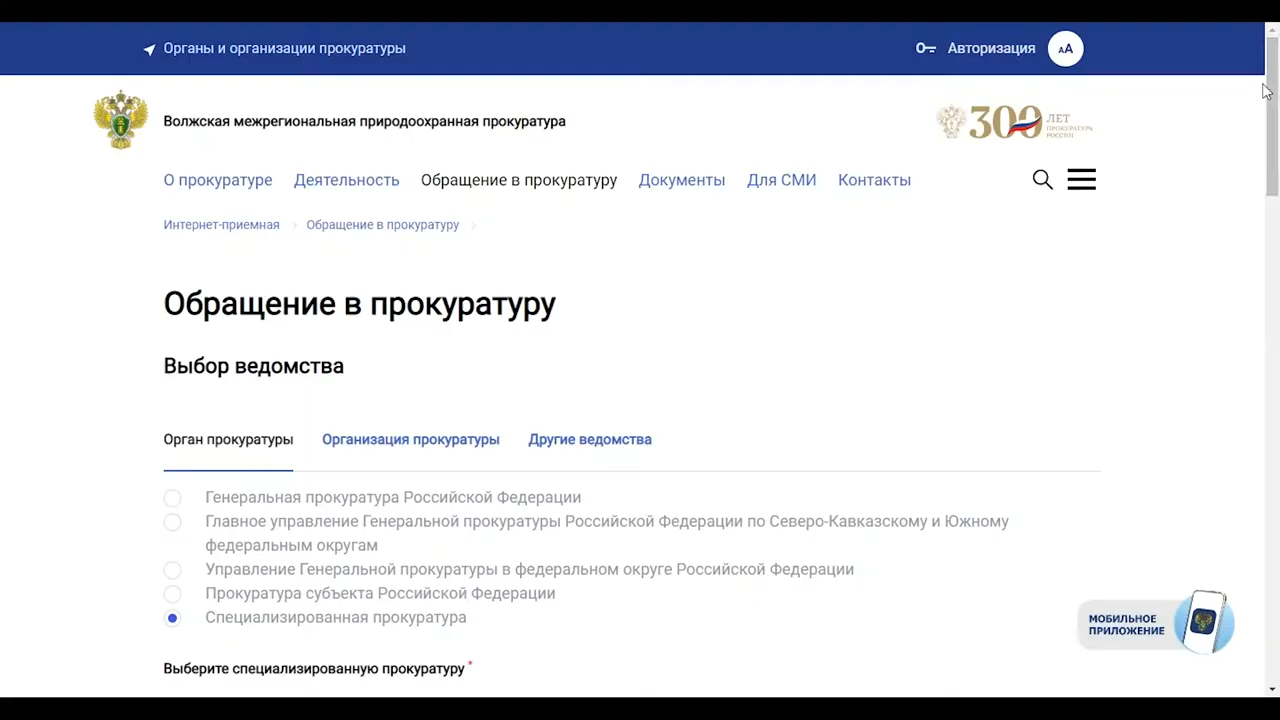 Органы и организации прокуратуры
Авторизация
AA
Волжская межрегиональная природоохранная прокуратура
300 ЛЕТ
ПРОКУРАТУРА
РОССИИ
О прокуратуре Деятельность Обращение в прокуратуру Документы Для СМИ Контакты
Интернет-приемная Обращение в прокуратуру
Обращение в прокуратуру
Выбор ведомства
Орган прокуратуры Организация прокуратуры Другие ведомства
Генеральная прокуратура Российской Федерации
Главное управление Генеральной прокуратуры Российской Федерации по Северо-Кавказскому и Южному
федеральным округам
Управление Генеральной прокуратуры в федеральном округе Российской Федерации
Прокуратура субъекта Российской Федерации
Специализированная прокуратура
МОБИЛЬНОЕ
ПРИЛОЖЕНИЕ
Выберите специализированную прокуратуру *